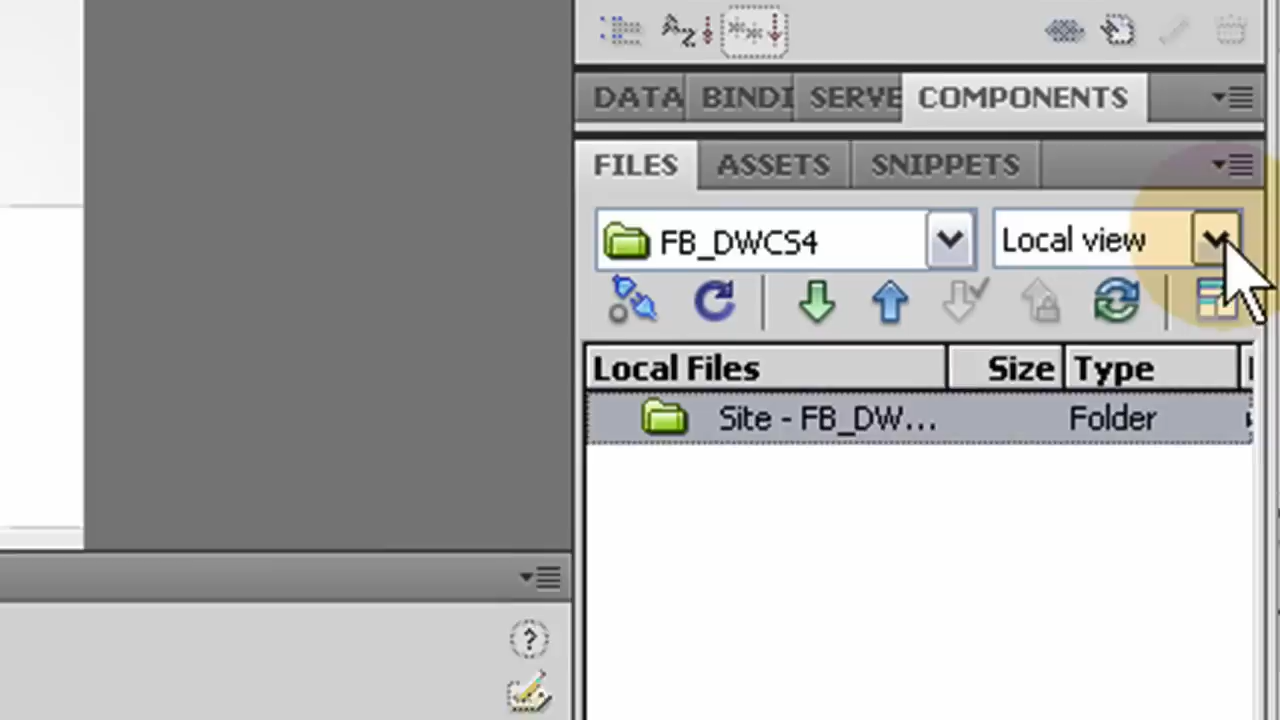 DATA BINDI SERVE COMPONENTS
FILES ASSETS SNIPPETS
FB_DWCS4 Local view
Local Files Size Type
Site - FB_DW... Folder